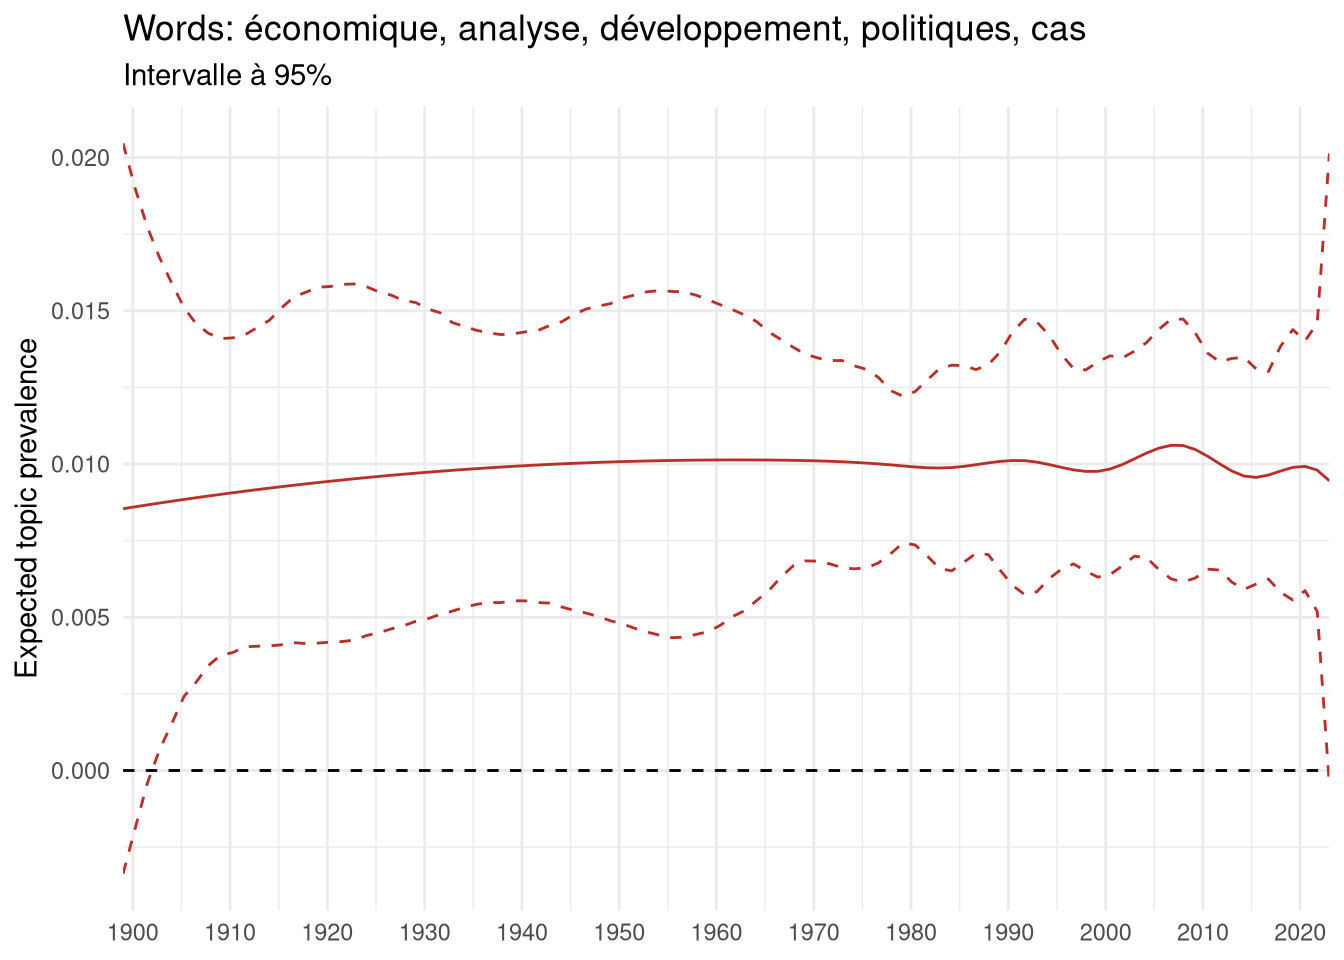 Words: économique, analyse, développement, politiques, cas
Intervalle à 95%
Expected topic prevalence
0.020
0.015
0.010
0.005
0.000
1900 1910 1920 1930 1940 1950 1960 1970 1980 1990 2000 2010 2020